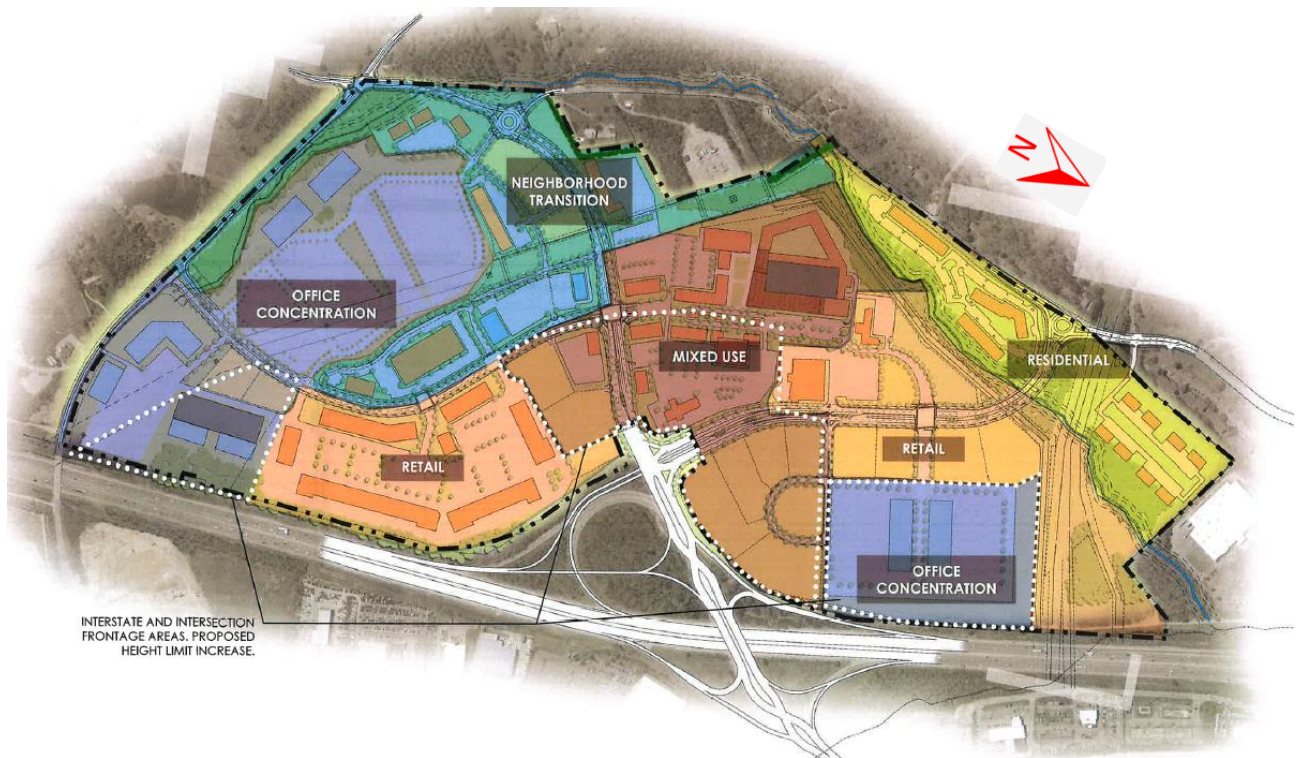 N
NEIGHBORHOOD
TRANSITION
OFFICE
CONCENTRATION
MIXED USE
RESIDENTIAL
RETAIL
RETAIL
OFFICE
CONCENTRATION
INTERSTATE AND INTERSECTION
FRONTAGE AREAS. PROPOSED
HEIGHT LIMIT INCREASE.